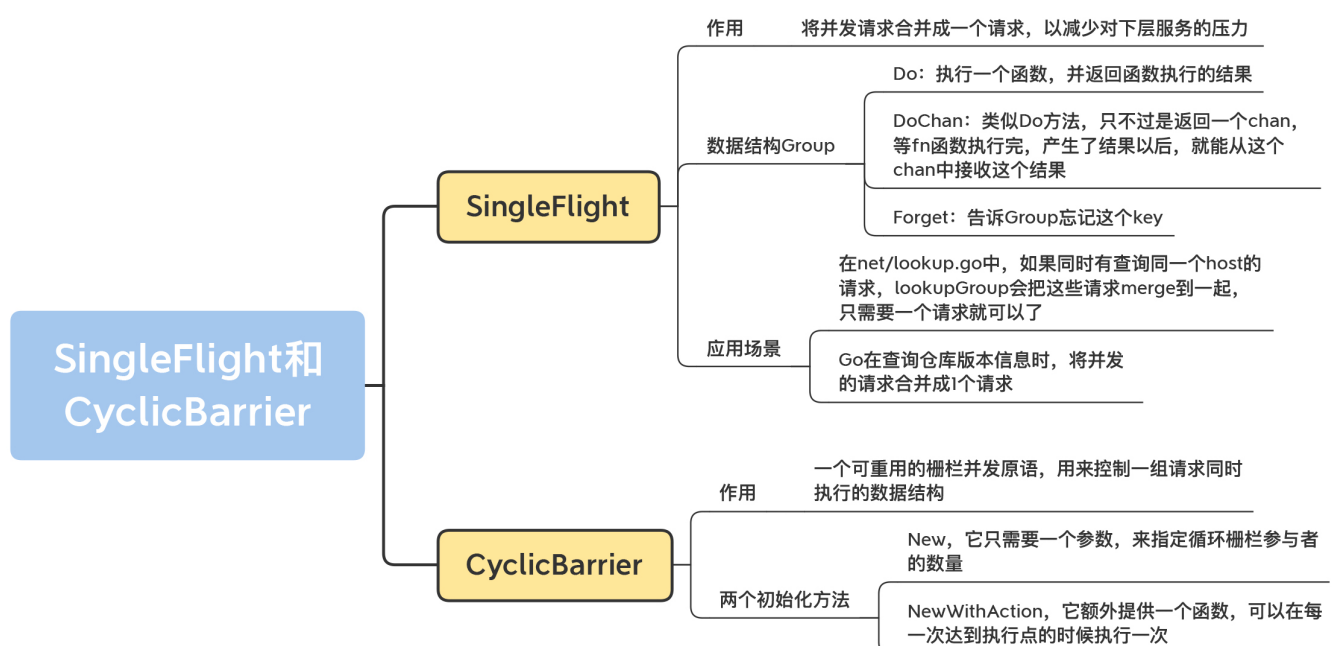 SingleFlight和
CyclicBarrier
SingleFlight
作用
将并发请求合并成一个请求，以减少对下层服务的压力
数据结构Group
Do：执行一个函数，并返回函数执行的结果
DoChan：类似Do方法，只不过是返回一个chan，
等fn函数执行完，产生了结果以后，就能从这个
chan中接收这个结果
Forget：告诉Group忘记这个key
应用场景
在net/lookup.go中，如果同时有查询同一个host的
请求，lookupGroup会把这些请求merge到一起，
只需要一个请求就可以了
Go在查询仓库版本信息时，将并发
的请求合并成1个请求
CyclicBarrier
作用
一个可重用的栅栏并发原语，用来控制一组请求同时
执行的数据结构
两个初始化方法
New，它只需要一个参数，来指定循环栅栏参与者
的数量
NewWithAction，它额外提供一个函数，可以在每
一次达到执行点的时候执行一次